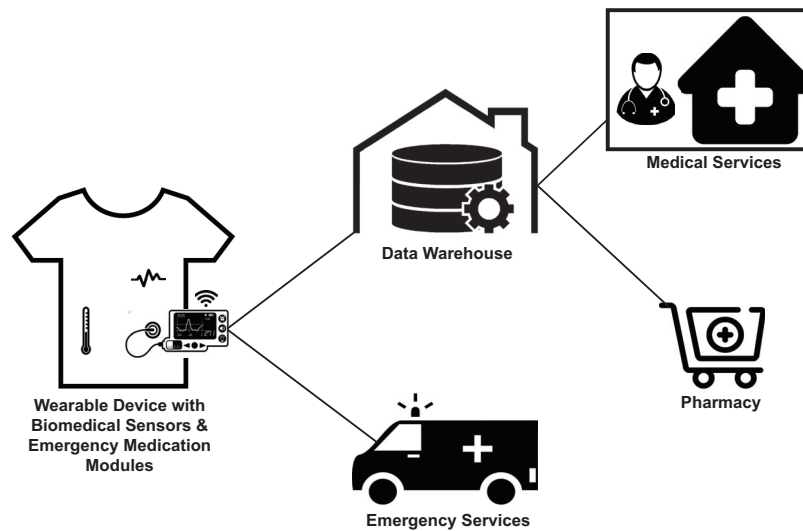 Medical Services
Data Warehouse
Wearable Device with
Biomedical Sensors &
Emergency Medication
Modules
Pharmacy
Emergency Services